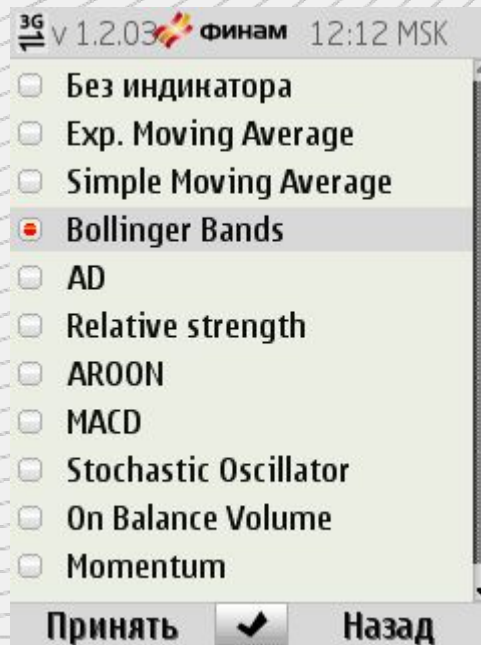 3G v 1.2.03 финам 12:12 MSK
Без индикатора
Exp. Moving Average
Simple Moving Average
Bollinger Bands
AD
Relative strength
AROON
MACD
Stochastic Oscillator
On Balance Volume
Momentum
Принять Назад